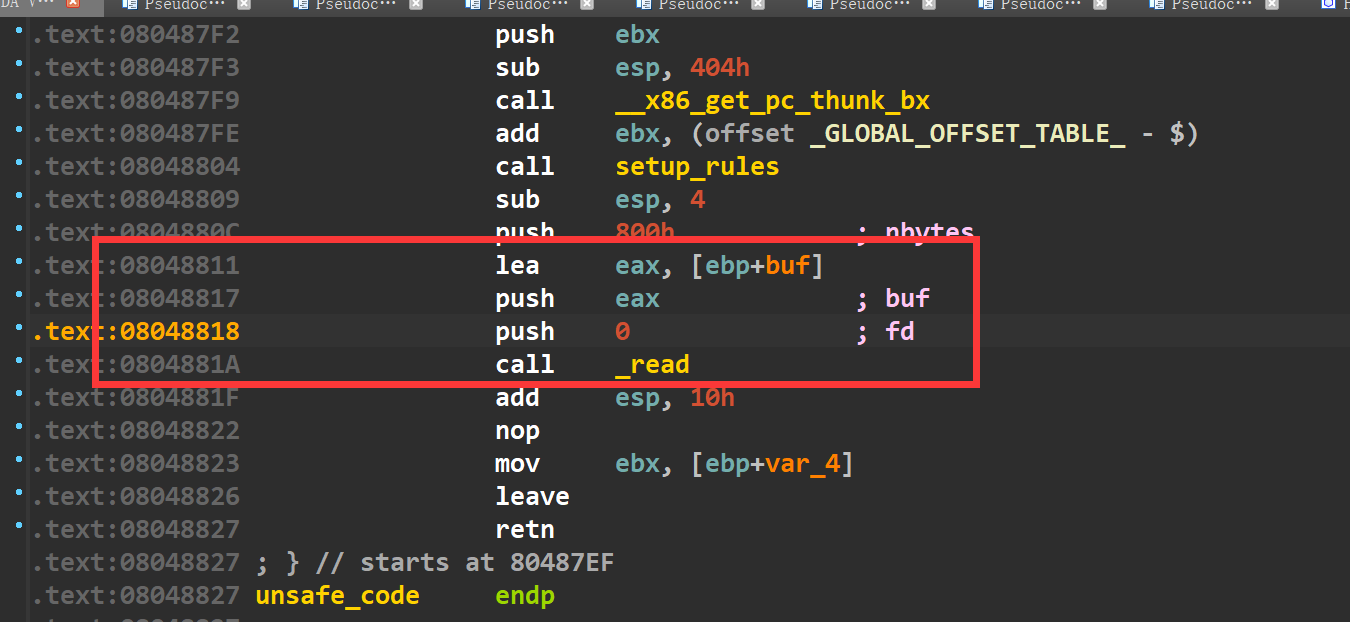 DA V··· Pseudoc··· Pseudoc··· Pseudoc··· Pseudoc··· Pseudoc··· Pseudoc··· Pseudoc···
.text:080487F2 push ebx
.text:080487F3 sub esp, 404h
.text:080487F9 call __x86_get_pc_thunk_bx
.text:080487FE add ebx, (offset _GLOBAL_OFFSET_TABLE_ - $)
.text:08048804 call setup_rules
.text:08048809 sub esp, 4
.text:0804880C push 800h ; nbytes
.text:08048811 lea eax, [ebp+buf]
.text:08048817 push eax ; buf
.text:08048818 push 0 ; fd
.text:0804881A call _read
.text:0804881F add esp, 10h
.text:08048822 nop
.text:08048823 mov ebx, [ebp+var_4]
.text:08048826 leave
.text:08048827 retn
.text:08048827 ; } // starts at 80487EF
.text:08048827 unsafe_code endp